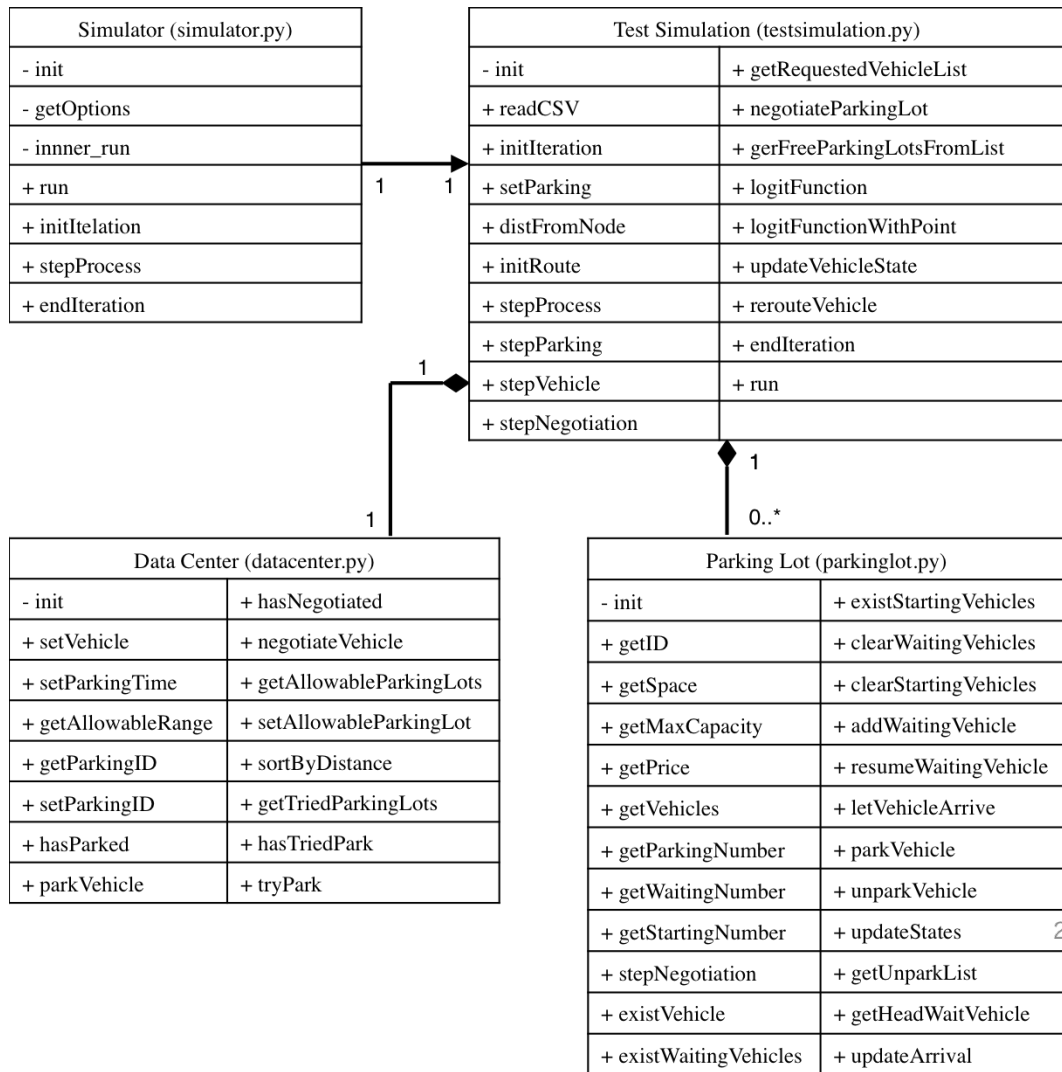 Simulator (simulator.py)
- init
- getOptions
- innner_run
+ run
+ initItelation
+ stepProcess
+ endIteration
1 1
Test Simulation (testsimulation.py)
- init + getRequestedVehicleList
+ readCSV + negotiateParkingLot
+ initIteration + gerFreeParkingLotsFromList
+ setParking + logitFunction
+ distFromNode + logitFunctionWithPoint
+ initRoute + updateVehicleState
+ stepProcess + rerouteVehicle
+ stepParking + endIteration
+ stepVehicle + run
+ stepNegotiation
1
1
1
0..*
Data Center (datacenter.py)
- init + hasNegotiated
+ setVehicle + negotiateVehicle
+ setParkingTime + getAllowableParkingLots
+ getAllowableRange + setAllowableParkingLot
+ getParkingID + sortByDistance
+ setParkingID + getTriedParkingLots
+ hasParked + hasTriedPark
+ parkVehicle + tryPark
Parking Lot (parkinglot.py)
- init + existStartingVehicles
+ getID + clearWaitingVehicles
+ getSpace + clearStartingVehicles
+ getMaxCapacity + addWaitingVehicle
+ getPrice + resumeWaitingVehicle
+ getVehicles + letVehicleArrive
+ getParkingNumber + parkVehicle
+ getWaitingNumber + unparkVehicle
+ getStartingNumber + updateStates
+ stepNegotiation + getUnparkList
+ existVehicle + getHeadWaitVehicle
+ existWaitingVehicles + updateArrival
2